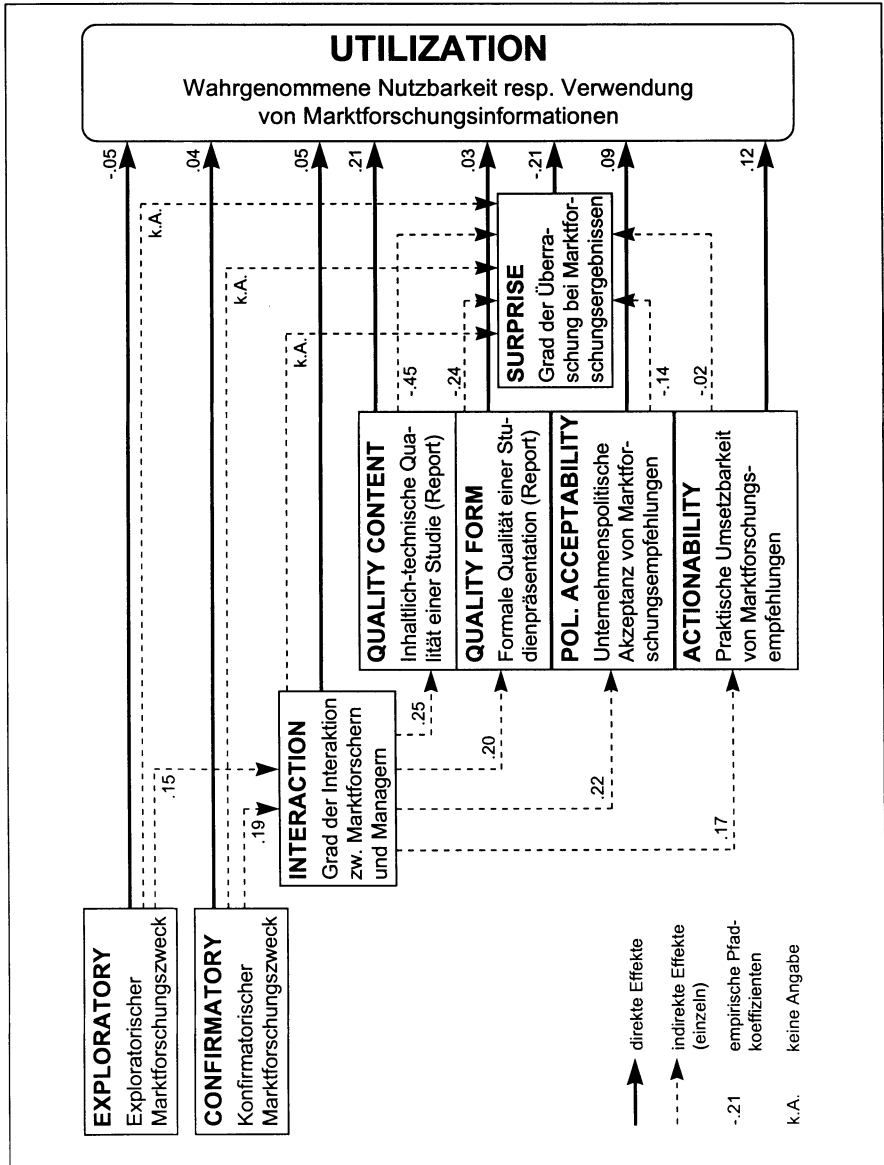 UTILIZATION
Wahrgenommene Nutzbarkeit resp. Verwendung
von Marktforschungsinformationen
-.05
.04
.05
.21
.03
-.21
.09
.12
k.A.
k.A.
k.A.
SURPRISE
Grad der Überra-
schung bei Marktfor-
schungsergebnissen
-.45
-.24
-.14
-.02
QUALITY CONTENT
Inhaltlich-technische Qua-
lität einer Studie (Report)
QUALITY FORM
Formale Qualität einer Stu-
dienpräsentation (Report)
POL. ACCEPTABILITY
Unternehmenspolitische
Akzeptanz von Marktfor-
schungsempfehlungen
ACTIONABILITY
Praktische Umsetzbarkeit
von Marktforschungs-
empfehlungen
.15
.19
INTERACTION
Grad der Interaktion
zw. Marktforschern
und Managern
.25
.20
.22
.17
EXPLORATORY
Exploratorischer
Marktforschungszweck
CONFIRMATORY
Konfirmatorischer
Marktforschungszweck
direkte Effekte
indirekte Effekte
(einzeln)
-.21 empirische Pfad-
koeffizienten
k.A. keine Angabe